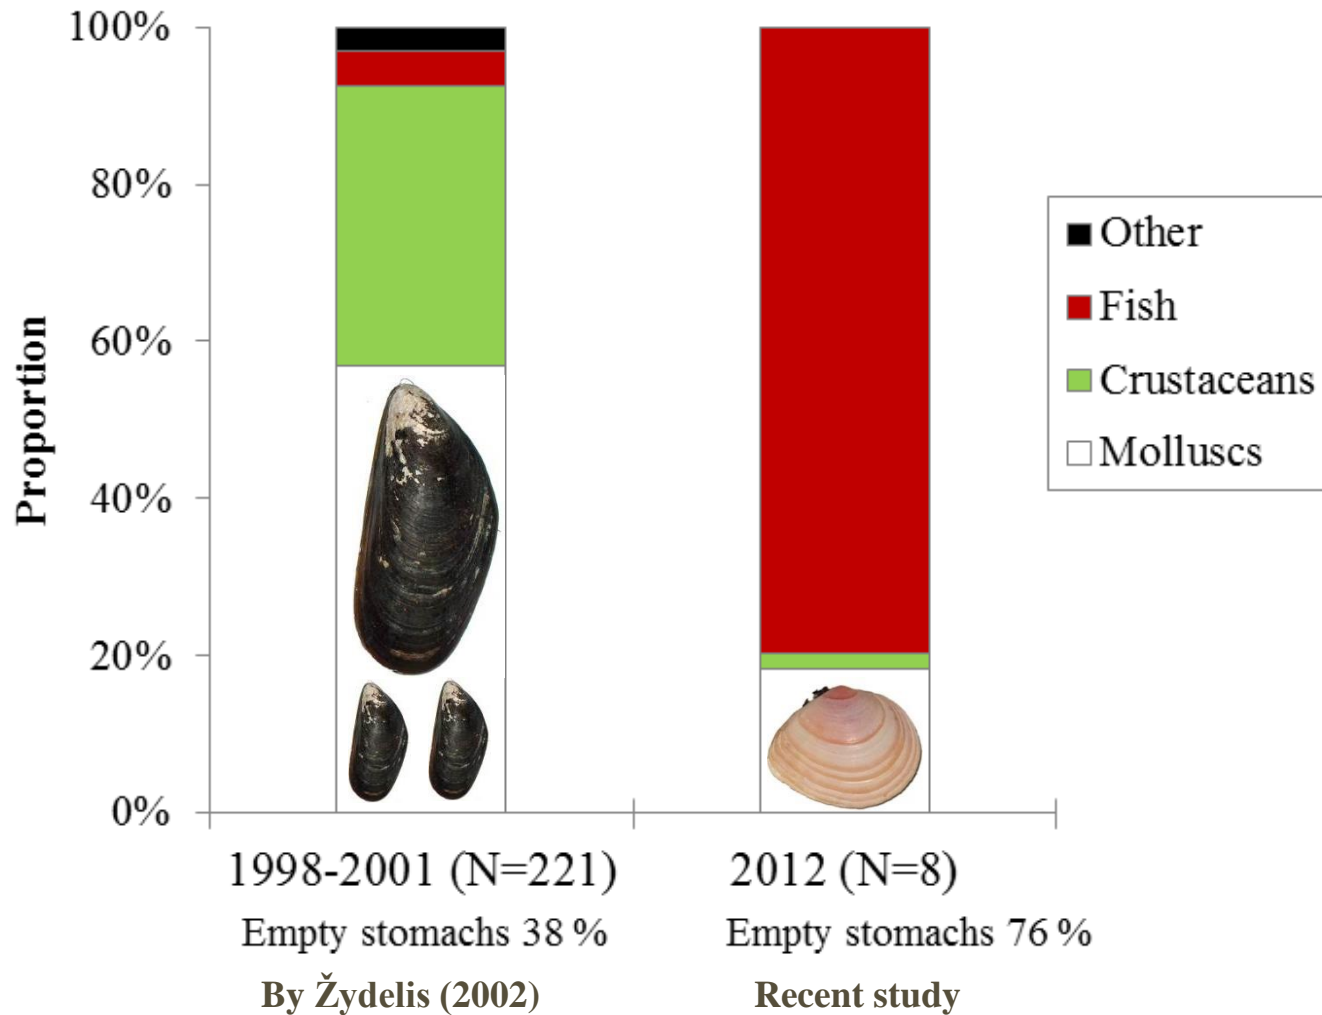 100%
80%
60%
40%
20%
0%
Proportion
Other
Fish
Crustaceans
Molluscs
1998-2001 (N=221)
2012 (N=8)
Empty stomachs 38 %
Empty stomachs 76 %
By Žydelis (2002)
Recent study